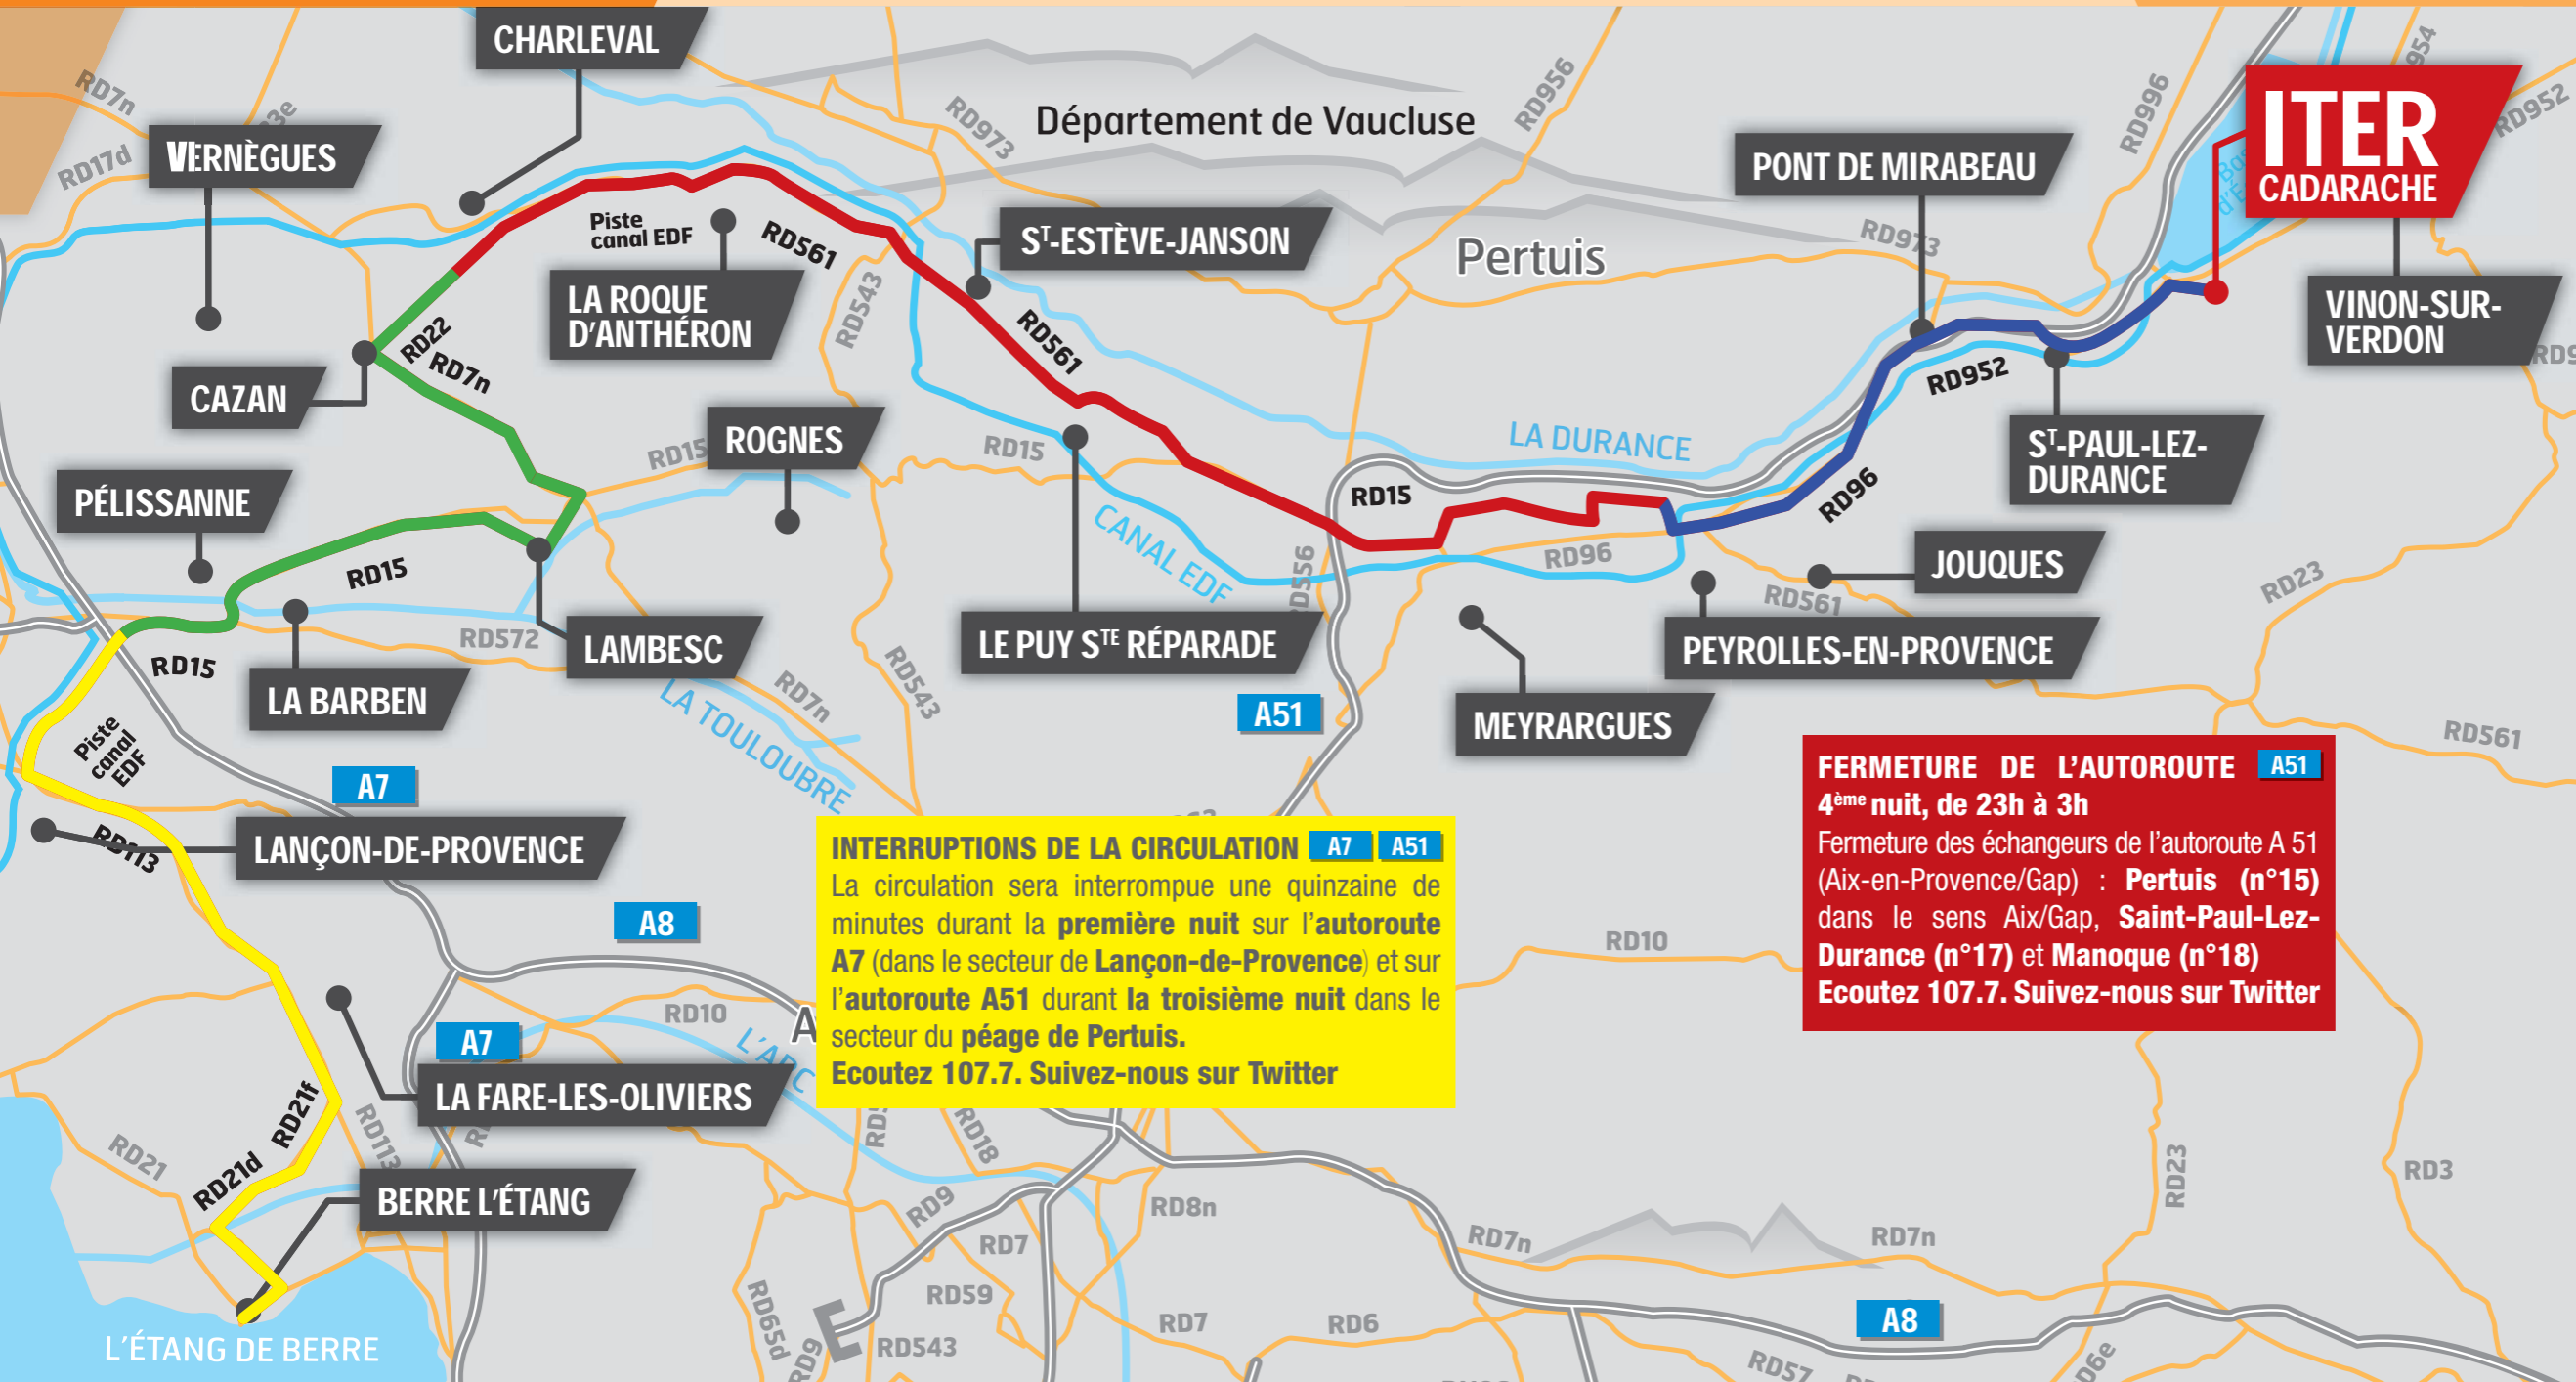 CHARLEVAL
RD7n
RD17d
VERNÈGUES
RD973
Département de Vaucluse
RD956
PONT DE MIRABEAU
RD996
ITER
CADARACHE
954
RD952
Piste
canal EDF
RD561
LA ROQUE
D'ANTHÉRON
ST-ESTÈVE-JANSON
Pertuis
RD973
VINON-SUR-
VERDON
RD543
RD22
RD7n
CAZAN
RD561
RD952
PÉLISSANNE
RD15
ROGNES
RD15
LA DURANCE
ST-PAUL-LEZ-
DURANCE
RD15
RD96
CANAL EDF
RD96
RD556
JOUQUES
RD561
RD23
RD15
RD572
LAMBESC
LE PUY STE RÉPARADE
PEYROLLES-EN-PROVENCE
RD15
LA BARBEN
RD7n
RD543
LA TOULOUBRE
A51
MEYRARGUES
RD561
Piste
canal
EDF
A7
RD113
LANÇON-DE-PROVENCE
A8
FERMETURE DE L'AUTOROUTE A51
4ème nuit, de 23h à 3h
Fermeture des échangeurs de l'autoroute A 51
(Aix-en-Provence/Gap) : Pertuis (n°15)
dans le sens Aix/Gap, Saint-Paul-Lez-
Durance (n°17) et Manoque (n°18)
Ecoutez 107.7. Suivez-nous sur Twitter
INTERRUPTIONS DE LA CIRCULATION A7 A51
La circulation sera interrompue une quinzaine de
minutes durant la première nuit sur l'autoroute
A7 (dans le secteur de Lançon-de-Provence) et sur
l'autoroute A51 durant la troisième nuit dans le
secteur du péage de Pertuis.
Ecoutez 107.7. Suivez-nous sur Twitter
RD10
RD10
A7
L'ARC
LA FARE-LES-OLIVIERS
RD21f
RD113
RD21
RD21d
RD18
BERRE L'ÉTANG
RD9
RD8n
RD7
RD7n
RD7n
RD23
RD3
RD59
RD65d
RD9
RD543
RD7
RD6
A8
RD57
RD6e
L'ÉTANG DE BERRE